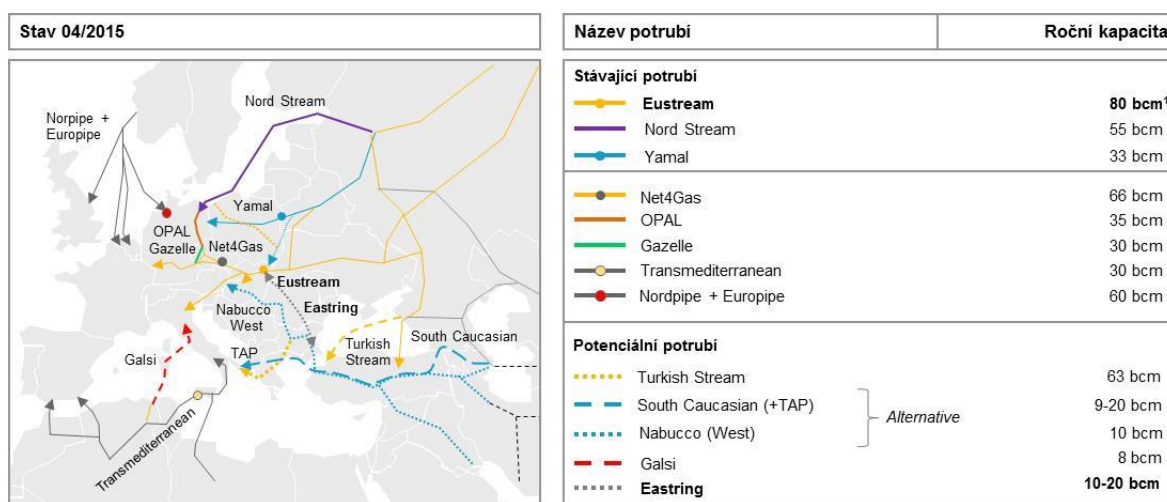 Stav 04/2015
Nord Stream
Norpipe +
Europipe
Yamal
OPAL
Gazelle
Net4Gas
Eustream
Eastring
Nabucco
West
TAP
Turkish
Stream
South Caucasian
Galsi
Transmediterranean
Název potrubí Roční kapacita
Stávající potrubí
Eustream 80 bcm¹
Nord Stream 55 bcm
Yamal 33 bcm
Net4Gas 66 bcm
OPAL 35 bcm
Gazelle 30 bcm
Transmediterranean 30 bcm
Nordpipe + Europipe 60 bcm
Potenciální potrubí
Turkish Stream 63 bcm
South Caucasian (+TAP) 9-20 bcm
Alternative
Nabucco (West) 10 bcm
Galsi 8 bcm
Eastring 10-20 bcm